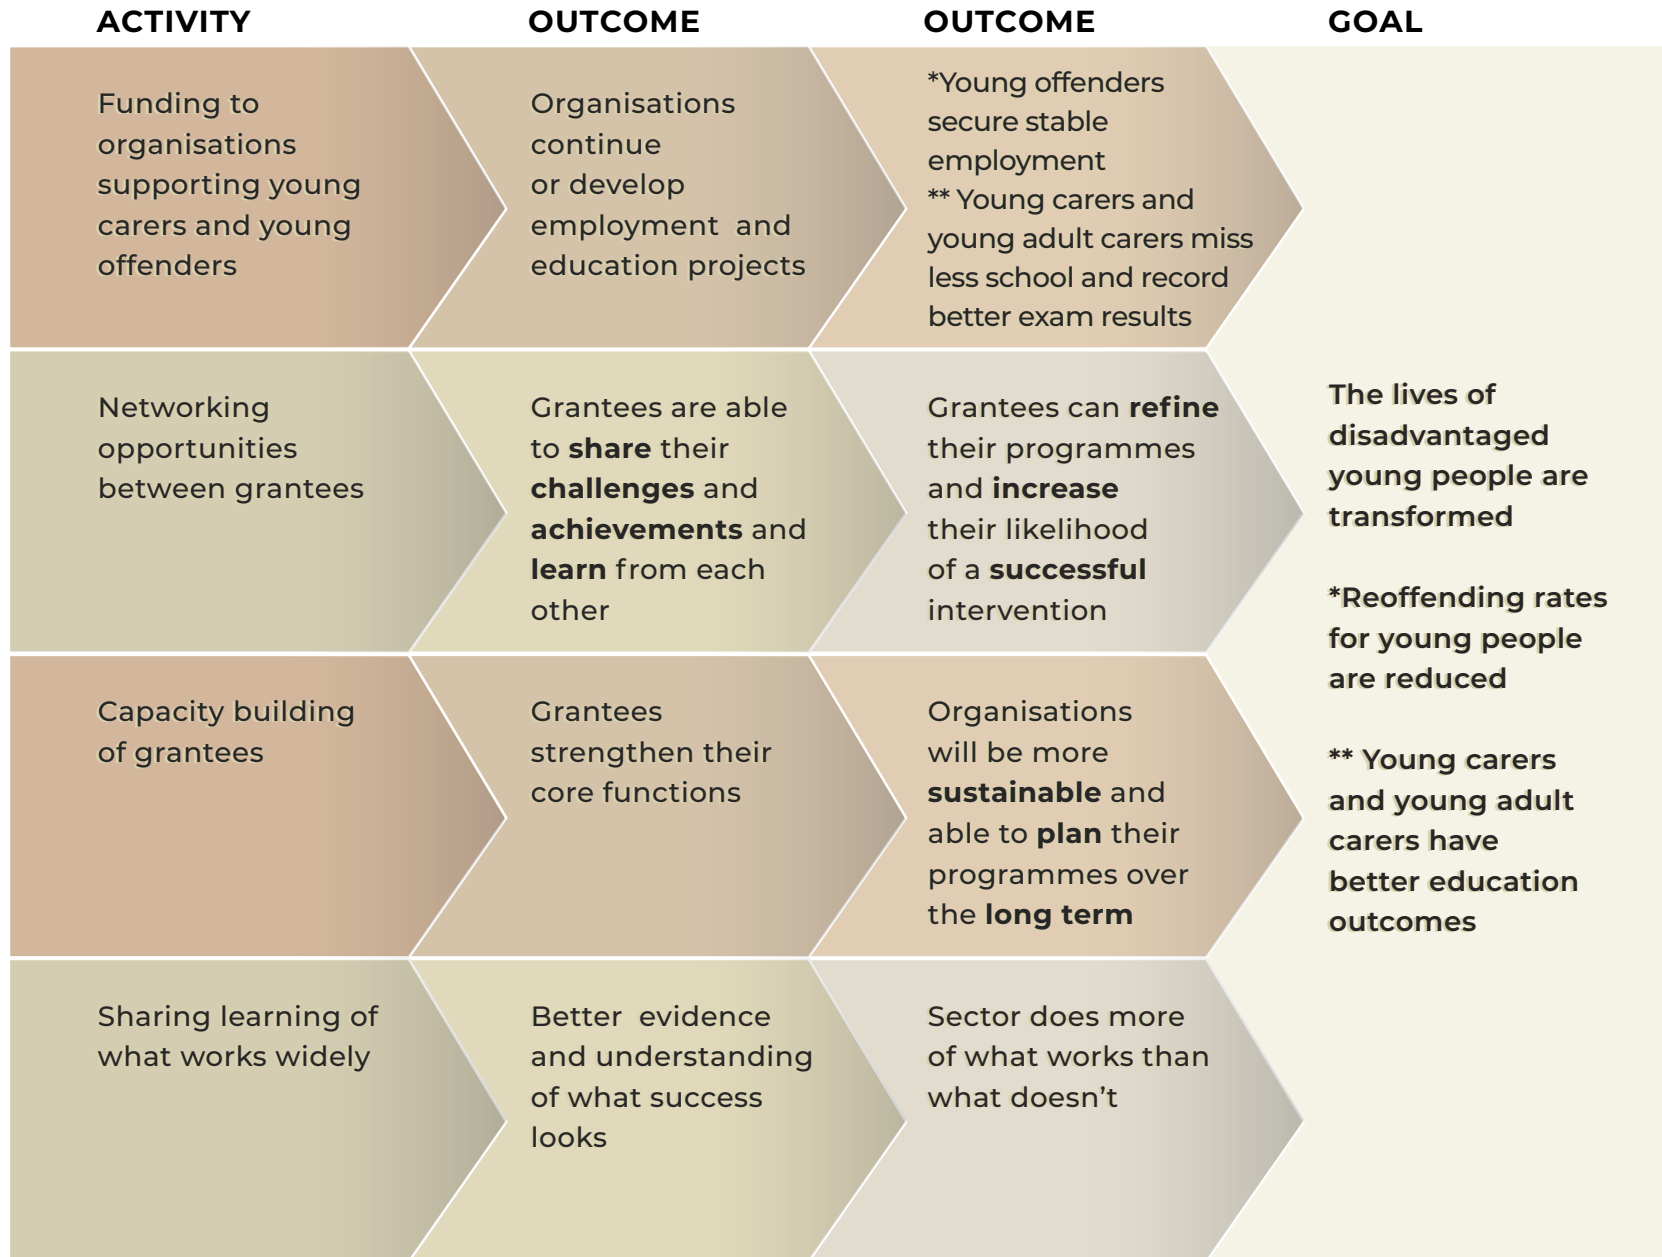 ACTIVITY
OUTCOME
OUTCOME
GOAL
Funding to
organisations
supporting young
carers and young
offenders
Organisations
continue
or develop
employment and
education projects
*Young offenders
secure stable
employment
** Young carers and
young adult carers miss
less school and record
better exam results
Networking
opportunities
between grantees
Grantees are able
to share their
challenges and
achievements and
learn from each
other
Grantees can refine
their programmes
and increase
their likelihood
of a successful
intervention
Capacity building
of grantees
Grantees
strengthen their
core functions
Organisations
will be more
sustainable and
able to plan their
programmes over
the long term
Sharing learning of
what works widely
Better evidence
and understanding
of what success
looks
Sector does more
of what works than
what doesn’t
The lives of
disadvantaged
young people are
transformed
*Reoffending rates
for young people
are reduced
** Young carers
and young adult
carers have
better education
outcomes